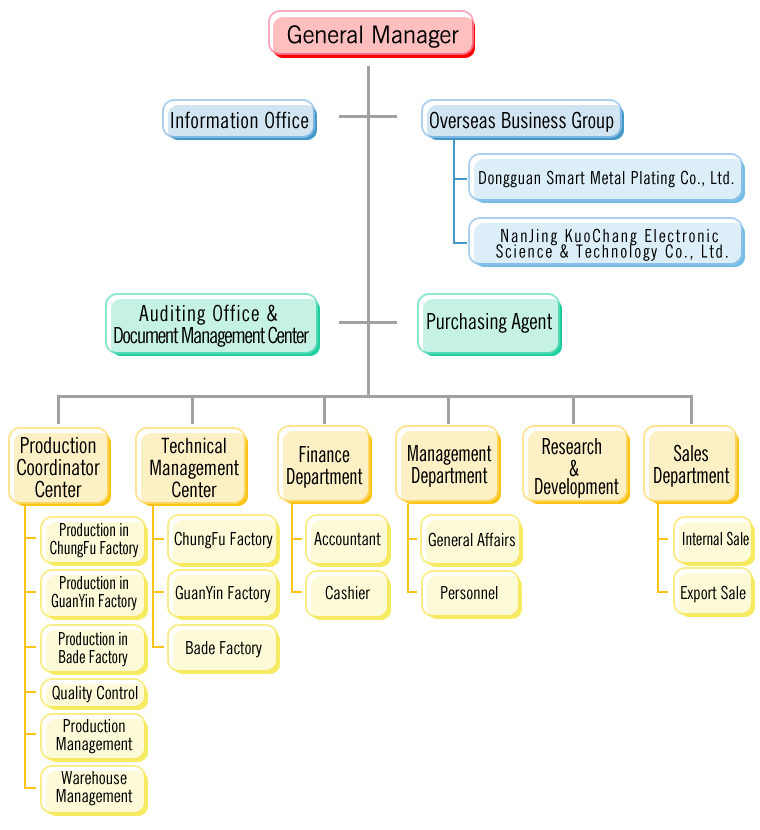 General Manager
Information Office
Overseas Business Group
Dongguan Smart Metal Plating Co., Ltd.
NanJing KuoChang Electronic
Science & Technology Co., Ltd.
Auditing Office &
Document Management Center
Purchasing Agent
Production
Coordinator
Center
Technical
Management
Center
Finance
Department
Management
Department
Research
&
Development
Sales
Department
Production in
ChungFu Factory
Production in
GuanYin Factory
Production in
Bade Factory
Quality Control
Production
Management
Warehouse
Management
ChungFu Factory
GuanYin Factory
Bade Factory
Accountant
Cashier
General Affairs
Personnel
Internal Sale
Export Sale